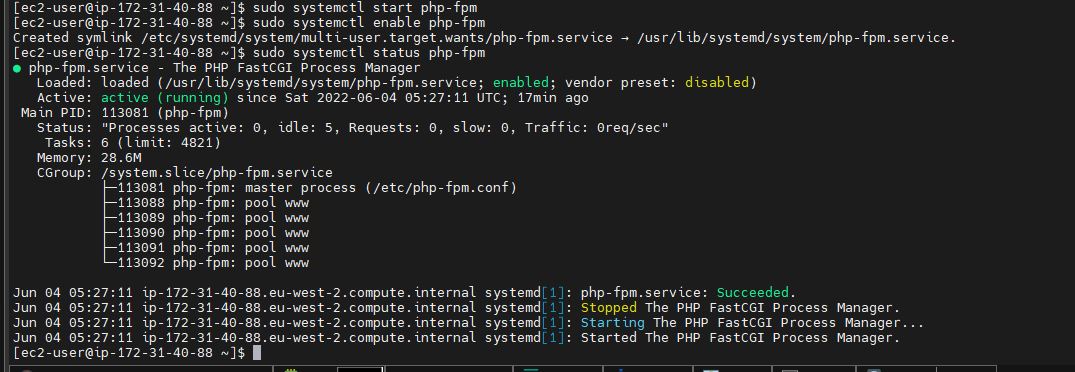 [ec2-user@ip-172-31-40-88 ~]$ sudo systemctl start php-fpm
[ec2-user@ip-172-31-40-88 ~]$ sudo systemctl enable php-fpm
Created symlink /etc/systemd/system/multi-user.target.wants/php-fpm.service → /usr/lib/systemd/system/php-fpm.service.
[ec2-user@ip-172-31-40-88 ~]$ sudo systemctl status php-fpm
● php-fpm.service - The PHP FastCGI Process Manager
   Loaded: loaded (/usr/lib/systemd/system/php-fpm.service; enabled; vendor preset: disabled)
   Active: active (running) since Sat 2022-06-04 05:27:11 UTC; 17min ago
 Main PID: 113081 (php-fpm)
   Status: "Processes active: 0, idle: 5, Requests: 0, slow: 0, Traffic: 0req/sec"
    Tasks: 6 (limit: 4821)
   Memory: 28.6M
   CGroup: /system.slice/php-fpm.service
           ├─113081 php-fpm: master process (/etc/php-fpm.conf)
           ├─113088 php-fpm: pool www
           ├─113089 php-fpm: pool www
           ├─113090 php-fpm: pool www
           ├─113091 php-fpm: pool www
           └─113092 php-fpm: pool www

Jun 04 05:27:11 ip-172-31-40-88.eu-west-2.compute.internal systemd[1]: php-fpm.service: Succeeded.
Jun 04 05:27:11 ip-172-31-40-88.eu-west-2.compute.internal systemd[1]: Stopped The PHP FastCGI Process Manager.
Jun 04 05:27:11 ip-172-31-40-88.eu-west-2.compute.internal systemd[1]: Starting The PHP FastCGI Process Manager...
Jun 04 05:27:11 ip-172-31-40-88.eu-west-2.compute.internal systemd[1]: Started The PHP FastCGI Process Manager.
[ec2-user@ip-172-31-40-88 ~]$